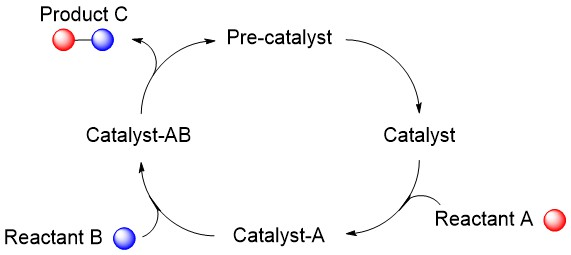 Product C
Pre-catalyst
Catalyst-AB
Catalyst
Reactant A
Reactant B
Catalyst-A